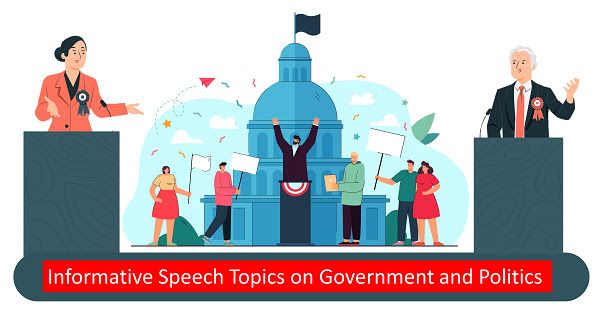 Informative Speech Topics on Government and Politics